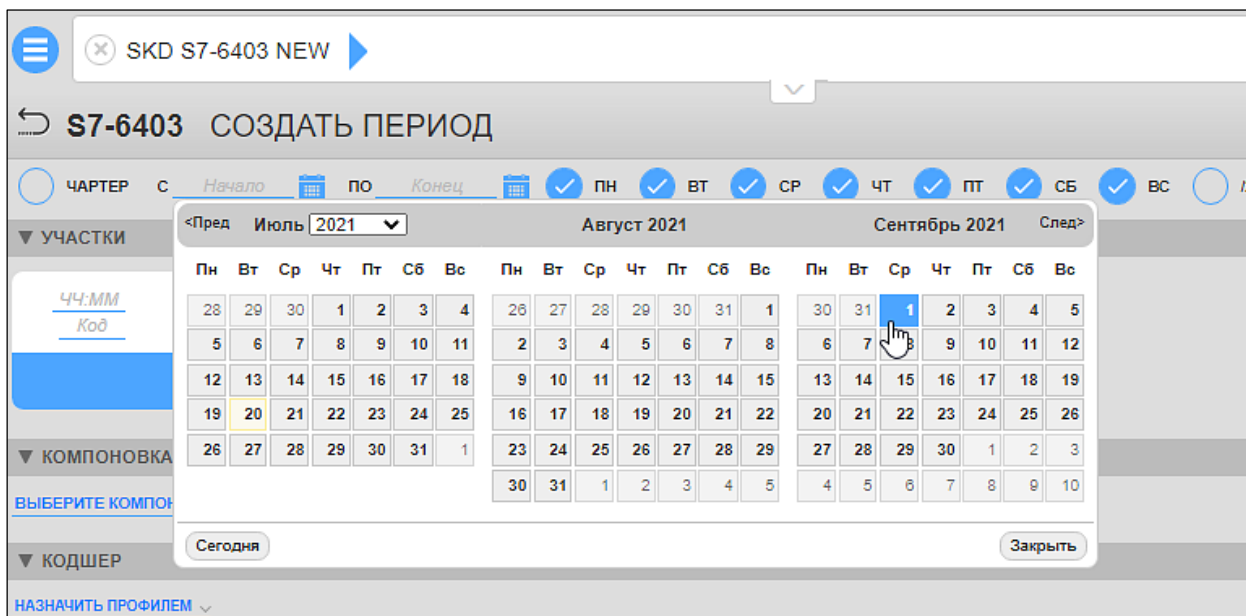 SKD S7-6403 NEW
S7-6403 СОЗДАТЬ ПЕРИОД
ЧАРТЕР С Начало ПО Конец ПН ВТ СР ЧТ ПТ СБ ВС
<Пред Июль 2021 Август 2021 Сентябрь 2021 След>
УЧАСТКИ
Пн Вт Ср Чт Пт Сб Вс Пн Вт Ср Чт Пт Сб Вс Пн Вт Ср Чт Пт Сб Вс
ЧЧ:ММ
28 29 30 1 2 3 4 26 27 28 29 30 31 1 30 31 1 2 3 4 5
Код
5 6 7 8 9 10 11 2 3 4 5 6 7 8 6 7 8 9 10 11 12
12 13 14 15 16 17 18 9 10 11 12 13 14 15 13 14 15 16 17 18 19
19 20 21 22 23 24 25 16 17 18 19 20 21 22 20 21 22 23 24 25 26
26 27 28 29 30 31 1 23 24 25 26 27 28 29 27 28 29 30 1 2 3
КОМПОНОВКА
30 31 1 2 3 4 5 4 5 6 7 8 9 10
ВЫБЕРИТЕ
Сегодня Закрыть
КОДШЕР
НАЗНАЧИТЬ ПРОФИЛЕМ